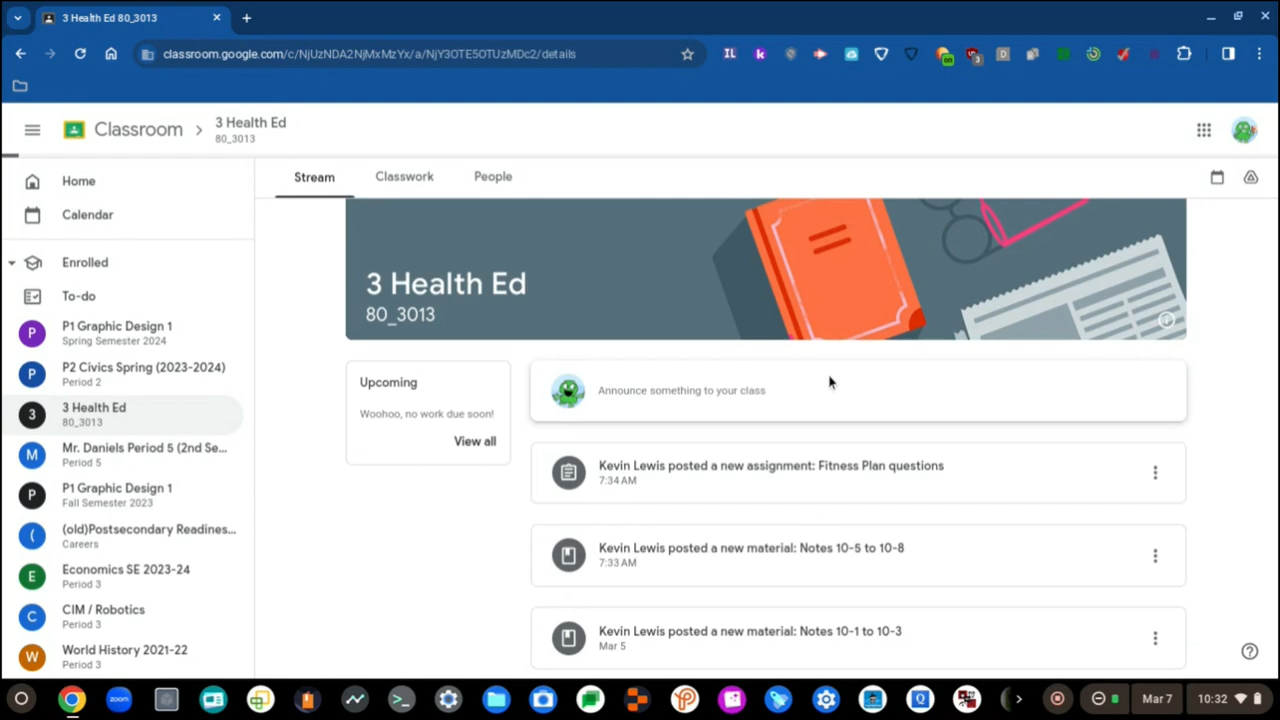 3 Health Ed 80_3013
classroom.google.com/c/NjUzNDA2NjMxMzYx/a/NjY3OTE5OTUzMDc2/details
IL
k
on
3
D
Classroom
3 Health Ed
80_3013
Home
Calendar
Enrolled
To-do
P
P1 Graphic Design 1
Spring Semester 2024
P
P2 Civics Spring (2023-2024)
Period 2
3
3 Health Ed
80_3013
M
Mr. Daniels Period 5 (2nd Se...
Period 5
P
P1 Graphic Design 1
Fall Semester 2023
(
(old)Postsecondary Readines...
Careers
E
Economics SE 2023-24
Period 3
C
CIM / Robotics
Period 3
W
World History 2021-22
Period 3
Stream
Classwork
People
3 Health Ed
80_3013
Upcoming
Woohoo, no work due soon!
View all
Announce something to your class
Kevin Lewis posted a new assignment: Fitness Plan questions
7:34 AM
Kevin Lewis posted a new material: Notes 10-5 to 10-8
7:33 AM
Kevin Lewis posted a new material: Notes 10-1 to 10-3
Mar 5
zoom
Q
Mar 7
10:32